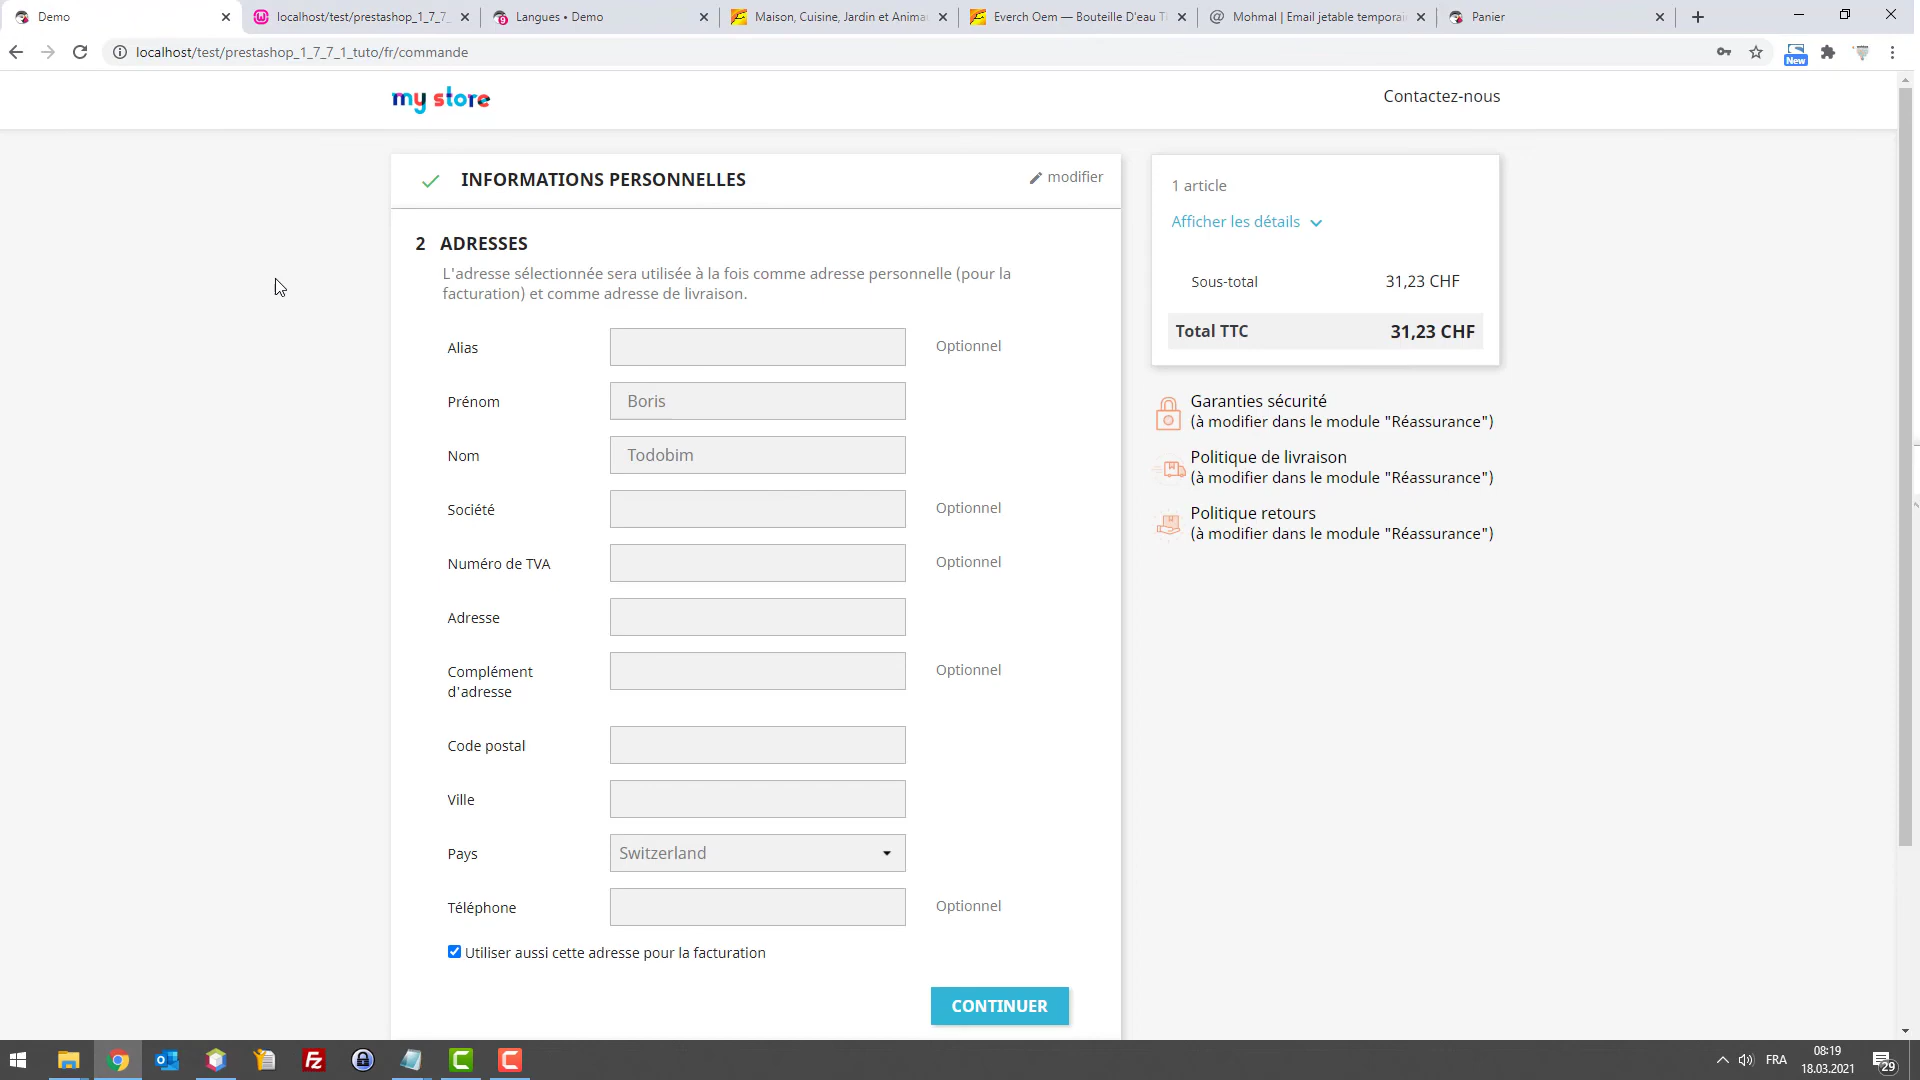 Demo
localhost/test/prestashop_1_7_7_
Langues • Demo
Maison, Cuisine, Jardin et Anima
Everch Oem — Bouteille D'eau T
Mohmal | Email jetable temporai
Panier
localhost/test/prestashop_1_7_7_1_tuto/fr/commande
New
my store
Contactez-nous
INFORMATIONS PERSONNELLES
modifier
2 ADRESSES
L'adresse sélectionnée sera utilisée à la fois comme adresse personnelle (pour la
facturation) et comme adresse de livraison.
Alias
Optionnel
Prénom
Boris
Nom
Todobim
Société
Optionnel
Numéro de TVA
Optionnel
Adresse
Complément
d'adresse
Optionnel
Code postal
Ville
Pays
Switzerland
Téléphone
Optionnel
Utiliser aussi cette adresse pour la facturation
CONTINUER
1 article
Afficher les détails
Sous-total 31,23 CHF
Total TTC 31,23 CHF
Garanties sécurité
(à modifier dans le module "Réassurance")
Politique de livraison
(à modifier dans le module "Réassurance")
Politique retours
(à modifier dans le module "Réassurance")
FRA
08:19
18.03.2021
29